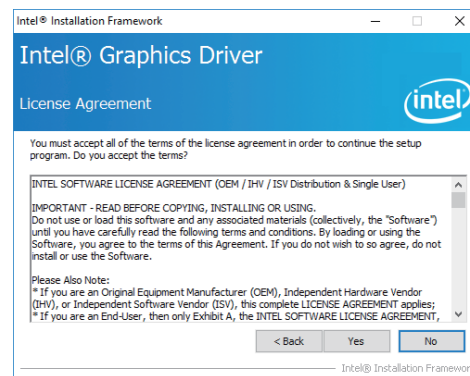 Intel® Installation Framework
Intel® Graphics Driver
License Agreement
intel
You must accept all of the terms of the license agreement in order to continue the setup
program. Do you accept the terms?
INTEL SOFTWARE LICENSE AGREEMENT (OEM / IHV / ISV Distribution & Single User)
IMPORTANT - READ BEFORE COPYING, INSTALLING OR USING.
Do not use or load this software and any associated materials (collectively, the "Software")
until you have carefully read the following terms and conditions. By loading or using the
Software, you agree to the terms of this Agreement. If you do not wish to so agree, do not
install or use the Software.
Please Also Note:
* If you are an Original Equipment Manufacturer (OEM), Independent Hardware Vendor
(IHV), or Independent Software Vendor (ISV), this complete LICENSE AGREEMENT applies;
* If you are an End-User, then only Exhibit A, the INTEL SOFTWARE LICENSE AGREEMENT,
< Back Yes No
Intel® Installation Framewor